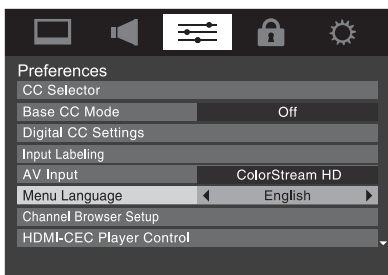 Preferences
CC Selector
Base CC Mode Off
Digital CC Settings
Input Labeling
AV Input ColorStream HD
Menu Language English
Channel Browser Setup
HDMI-CEC Player Control